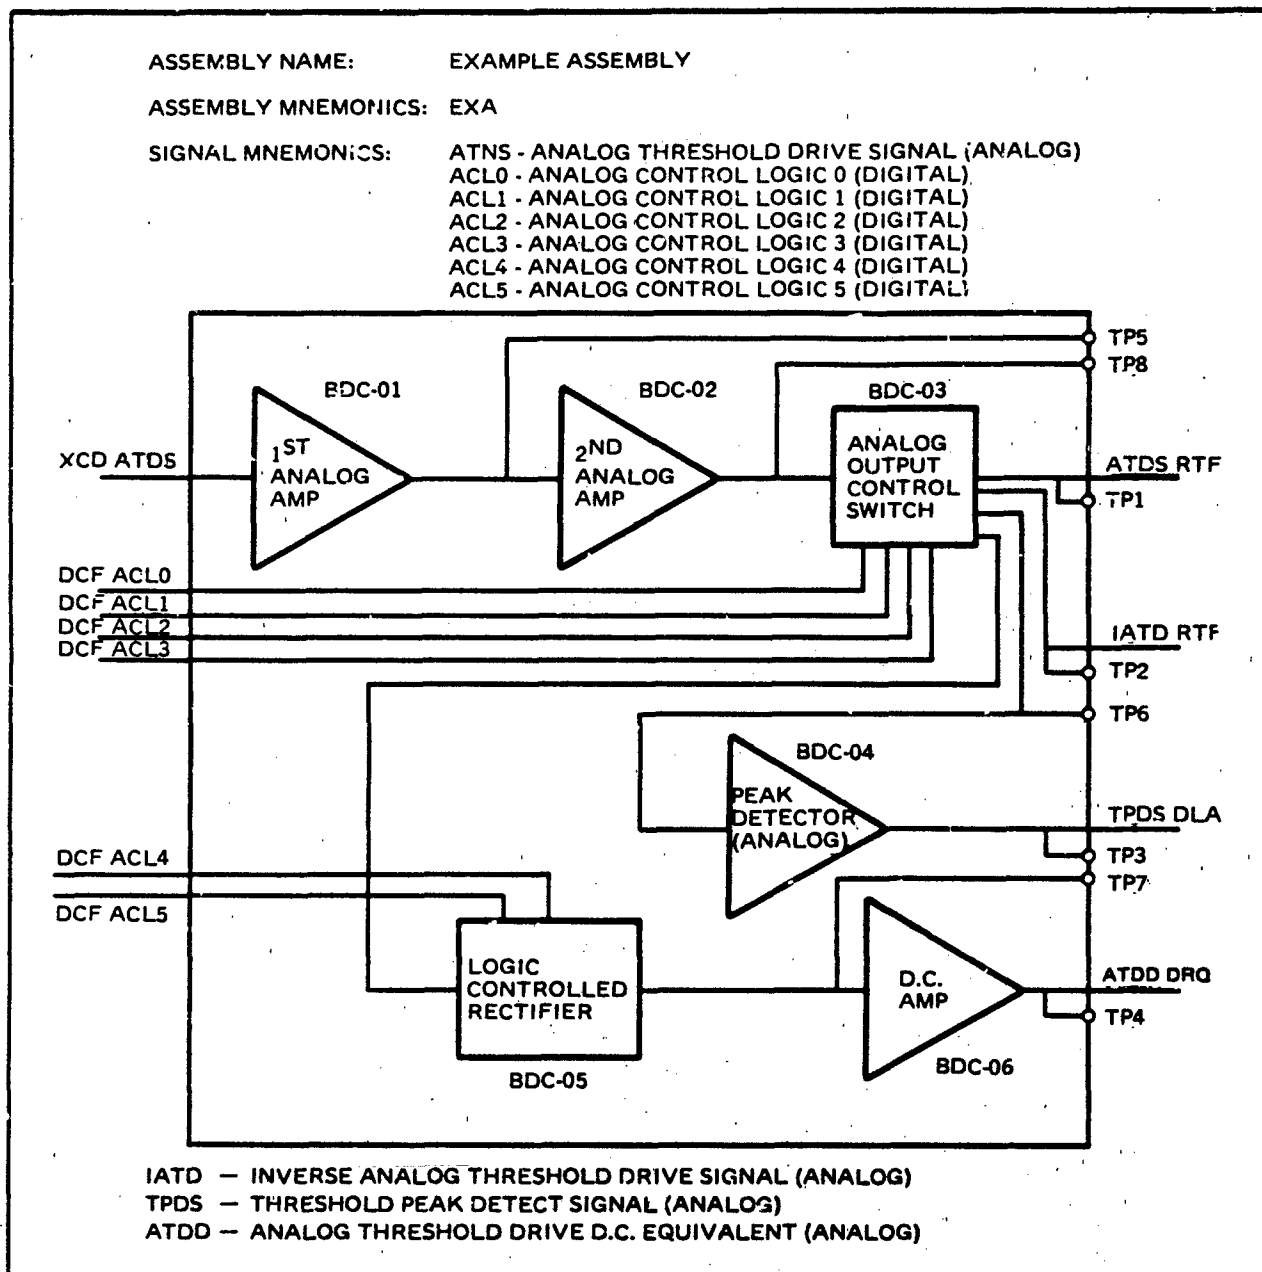 ASSEMBLY NAME: EXAMPLE ASSEMBLY
ASSEMBLY MNEMONICS: EXA
SIGNAL MNEMONICS: ATNS - ANALOG THRESHOLD DRIVE SIGNAL (ANALOG)
ACL0 - ANALOG CONTROL LOGIC 0 (DIGITAL)
ACL1 - ANALOG CONTROL LOGIC 1 (DIGITAL)
ACL2 - ANALOG CONTROL LOGIC 2 (DIGITAL)
ACL3 - ANALOG CONTROL LOGIC 3 (DIGITAL)
ACL4 - ANALOG CONTROL LOGIC 4 (DIGITAL)
ACL5 - ANALOG CONTROL LOGIC 5 (DIGITAL)
TP5
TP8
BDC-01
BDC-02
BDC-03
XCD ATDS
1ST
ANALOG
AMP
2ND
ANALOG
AMP
ANALOG
OUTPUT
CONTROL
SWITCH
ATDS RTF
TP1
DCF ACL0
DCF ACL1
DCF ACL2
DCF ACL3
IATD RTF
TP2
TP6
BDC-04
PEAK
DETECTOR
(ANALOG)
TPDS DLA
TP3
TP7
DCF ACL4
DCF ACL5
LOGIC
CONTROLLED
RECTIFIER
BDC-05
D.C.
AMP
BDC-06
ATDD DRQ
TP4
IATD — INVERSE ANALOG THRESHOLD DRIVE SIGNAL (ANALOG)
TPDS — THRESHOLD PEAK DETECT SIGNAL (ANALOG)
ATDD — ANALOG THRESHOLD DRIVE D.C. EQUIVALENT (ANALOG)